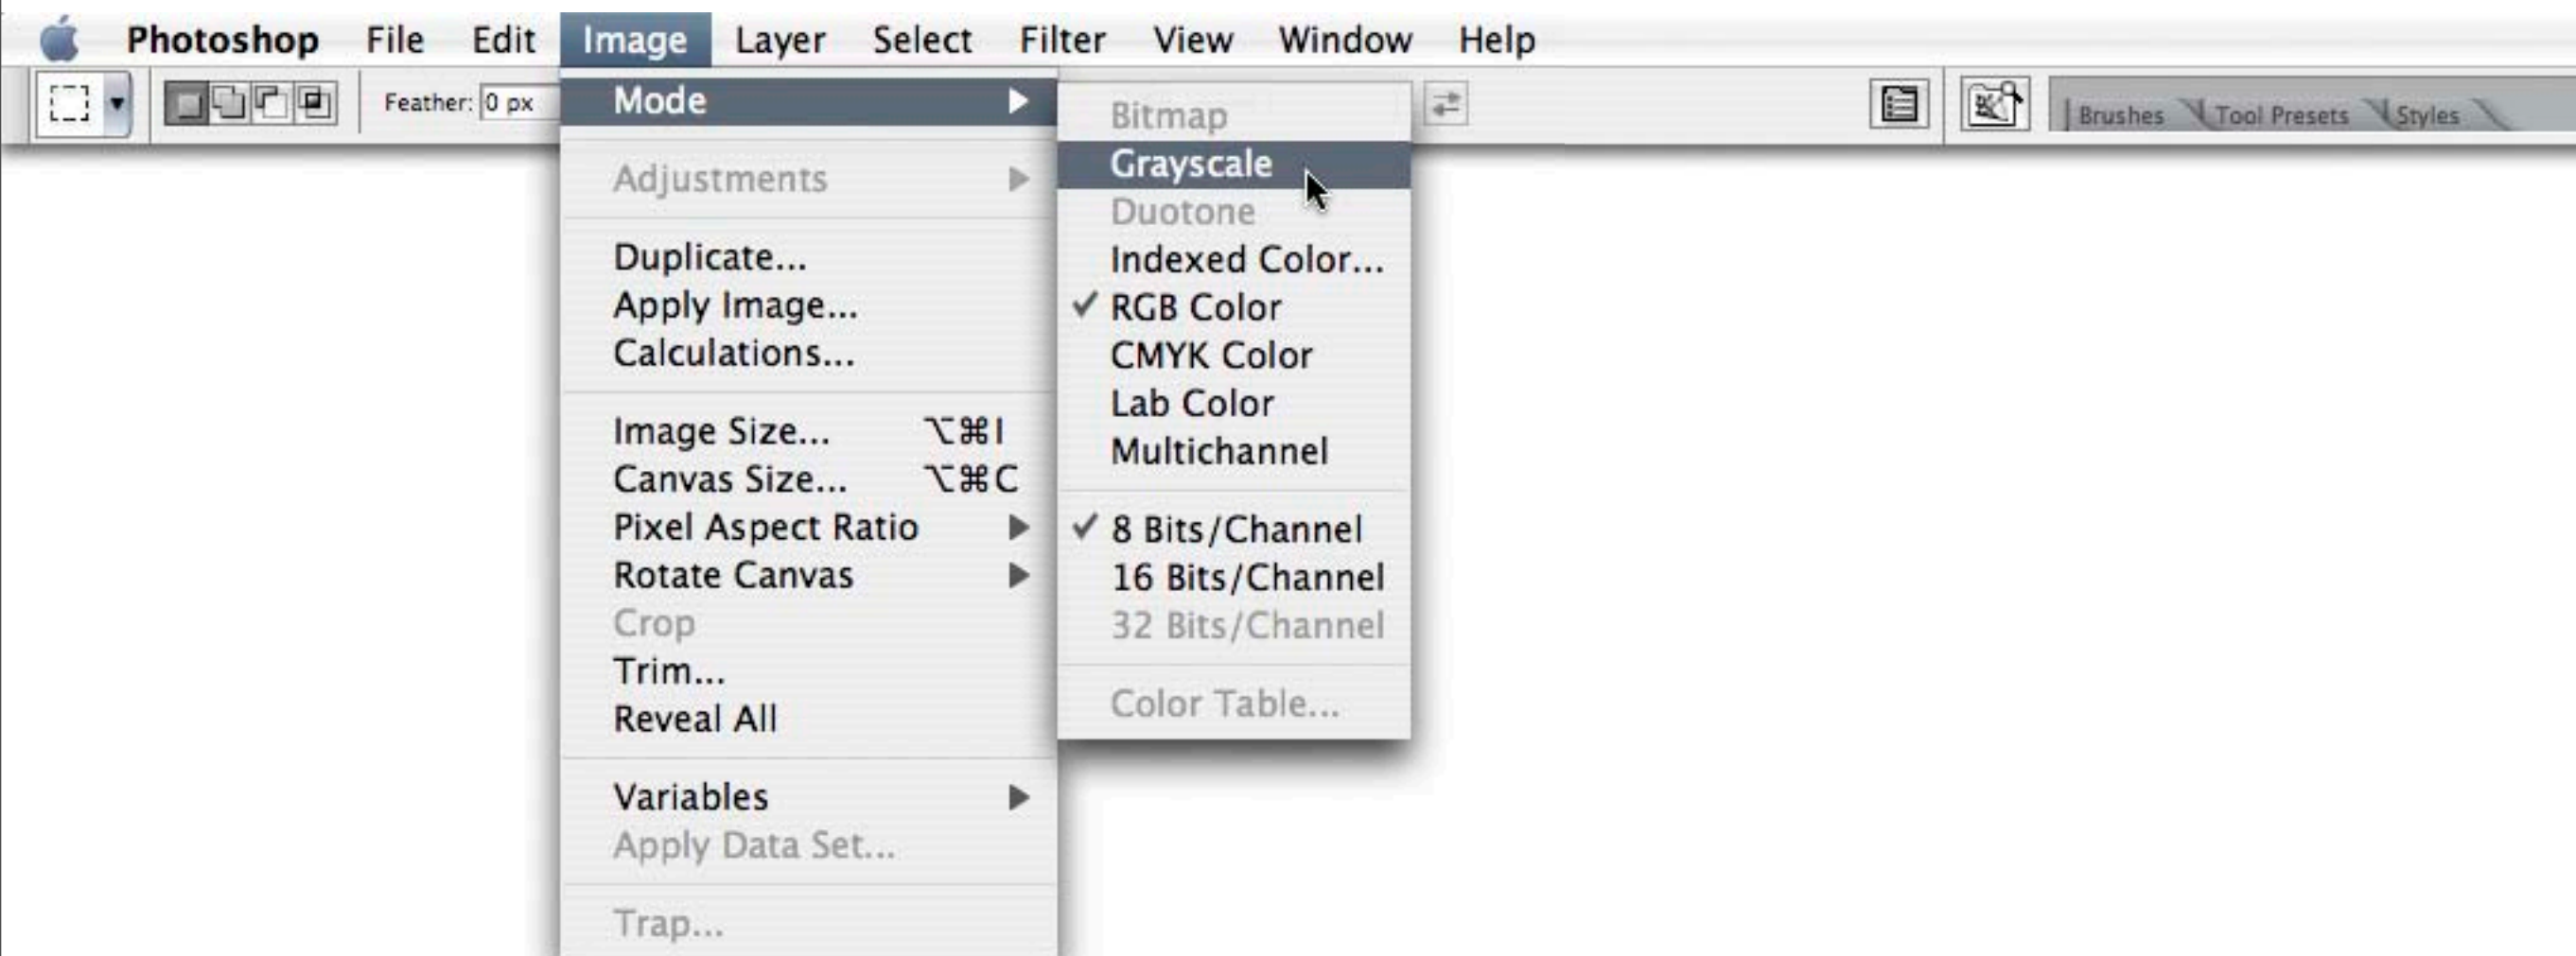 Photoshop File Edit Image Layer Select Filter View Window Help
Feather: 0 px
Brushes Tool Presets Styles
Mode
Adjustments
Duplicate...
Apply Image...
Calculations...
Image Size... ⌥⌘I
Canvas Size... ⌥⌘C
Pixel Aspect Ratio
Rotate Canvas
Crop
Trim...
Reveal All
Variables
Apply Data Set...
Trap...
Bitmap
Grayscale
Duotone
Indexed Color...
✓ RGB Color
CMYK Color
Lab Color
Multichannel
✓ 8 Bits/Channel
16 Bits/Channel
32 Bits/Channel
Color Table...